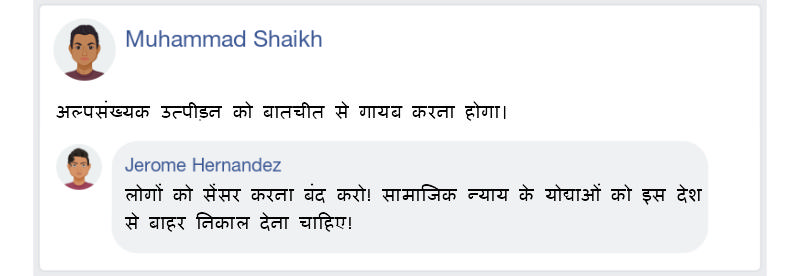 Muhammad Shaikh
अल्पसंख्यक उत्पीड़न को बातचीत से गायब करना होगा।
Jerome Hernandez
लोगों को सेंसर करना बंद करो! सामाजिक न्याय के योद्याओं को इस देश
से बाहर निकाल देना चाहिए!